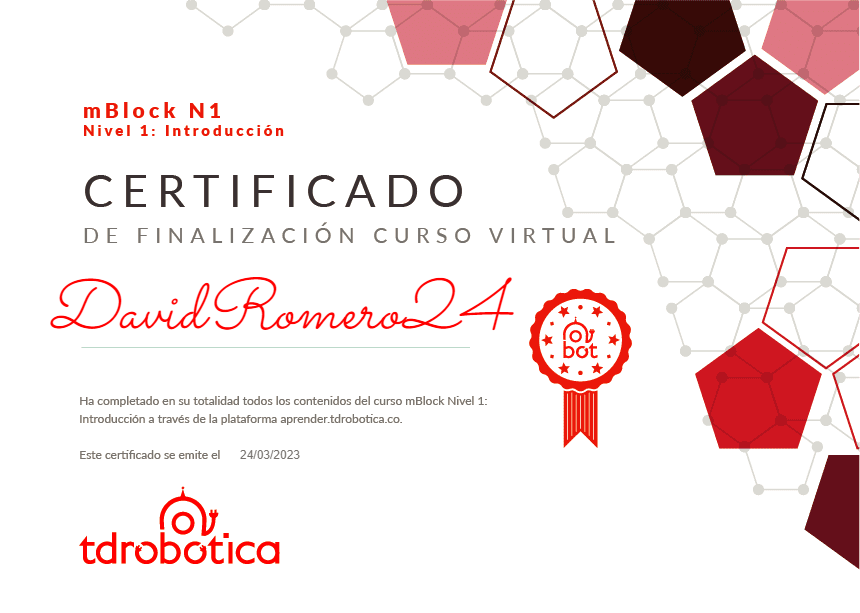 mBlock N1
Nivel 1: Introducción
CERTIFICADO
DE FINALIZACIÓN CURSO VIRTUAL
DavidRomero24
bot
Ha completado en su totalidad todos los contenidos del curso mBlock Nivel 1:
Introducción a través de la plataforma aprender.tdrobotica.co.
Este certificado se emite el 24/03/2023
tdrobotica